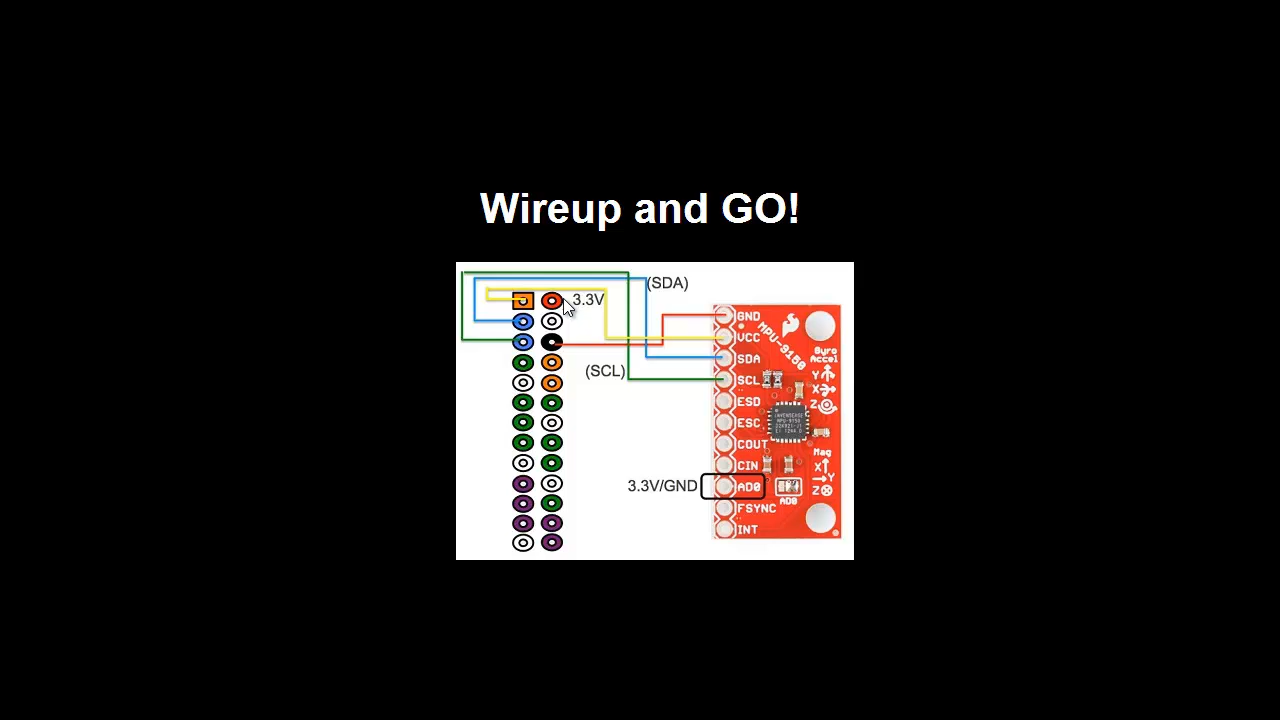 Wireup and GO!
(SDA)
3.3V
(SCL)
3.3V/GND
GND
VCC
SDA
SCL
ESD
ESC
COUT
CIN
AD0
FSYNC
INT
MPU-9150
Gyro
Accel
Y
X
Z
Mag
X
Y
Z
AD0